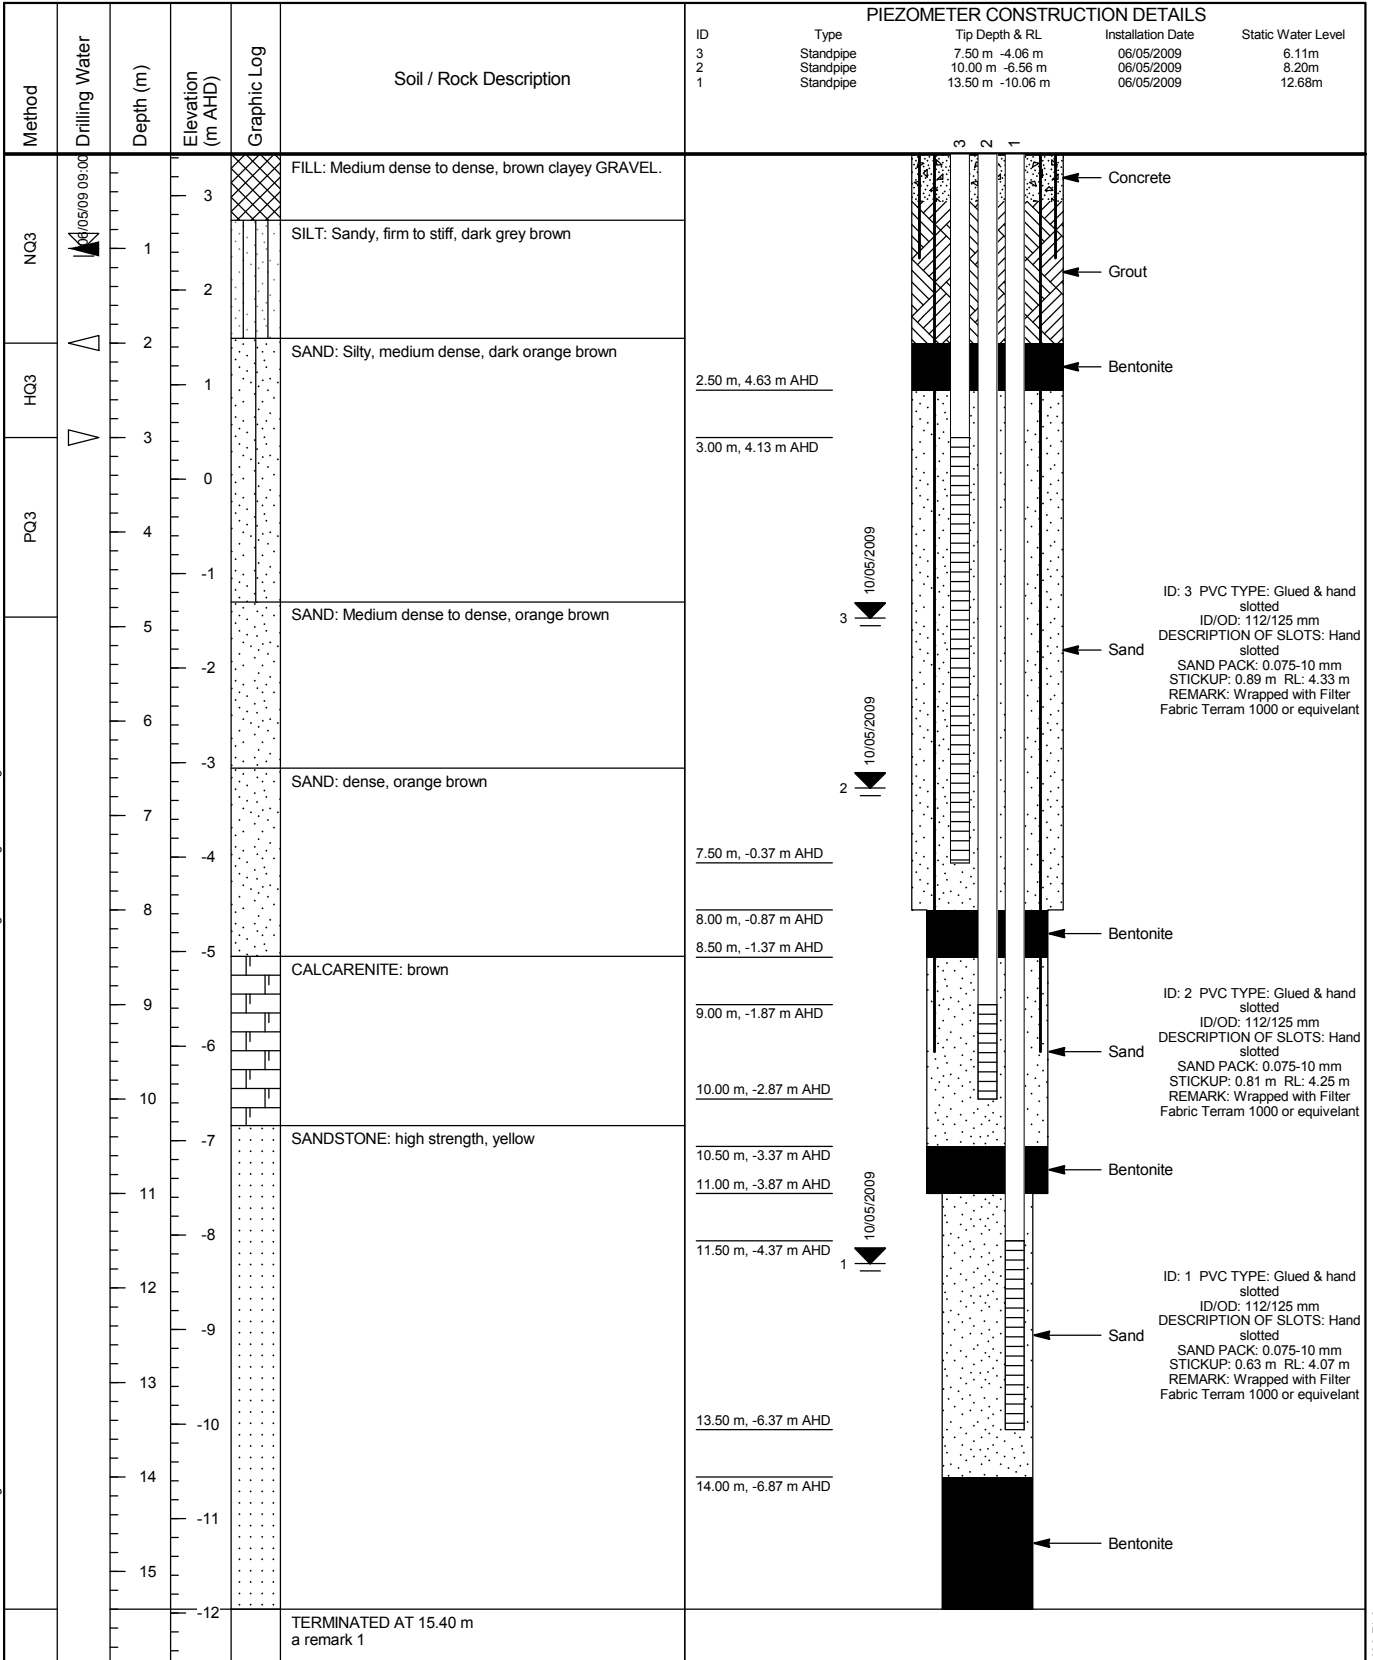 PIEZOMETER CONSTRUCTION DETAILS
Method
Drilling Water
Depth (m)
Elevation
(m AHD)
Graphic Log
Soil / Rock Description
ID Type Tip Depth & RL Installation Date Static Water Level
3 Standpipe 7.50 m -4.06 m 06/05/2009 6.11m
2 Standpipe 10.00 m -6.56 m 06/05/2009 8.20m
1 Standpipe 13.50 m -10.06 m 06/05/2009 12.68m
3
2
1
NQ3
HQ3
PQ3
06/05/09 09:00
1
2
3
4
5
6
7
8
9
10
11
12
13
14
15
3
2
1
0
-1
-2
-3
-4
-5
-6
-7
-8
-9
-10
-11
-12
FILL: Medium dense to dense, brown clayey GRAVEL.
SILT: Sandy, firm to stiff, dark grey brown
SAND: Silty, medium dense, dark orange brown
SAND: Medium dense to dense, orange brown
SAND: dense, orange brown
CALCARENITE: brown
SANDSTONE: high strength, yellow
TERMINATED AT 15.40 m
a remark 1
2.50 m, 4.63 m AHD
3.00 m, 4.13 m AHD
7.50 m, -0.37 m AHD
8.00 m, -0.87 m AHD
8.50 m, -1.37 m AHD
9.00 m, -1.87 m AHD
10.00 m, -2.87 m AHD
10.50 m, -3.37 m AHD
11.00 m, -3.87 m AHD
11.50 m, -4.37 m AHD
13.50 m, -6.37 m AHD
14.00 m, -6.87 m AHD
10/05/2009
3
10/05/2009
2
10/05/2009
1
Concrete
Grout
Bentonite
Sand
Bentonite
Sand
Bentonite
Sand
Bentonite
ID: 3 PVC TYPE: Glued & hand
slotted
ID/OD: 112/125 mm
DESCRIPTION OF SLOTS: Hand
slotted
SAND PACK: 0.075-10 mm
STICKUP: 0.89 m RL: 4.33 m
REMARK: Wrapped with Filter
Fabric Terram 1000 or equivelant
ID: 2 PVC TYPE: Glued & hand
slotted
ID/OD: 112/125 mm
DESCRIPTION OF SLOTS: Hand
slotted
SAND PACK: 0.075-10 mm
STICKUP: 0.81 m RL: 4.25 m
REMARK: Wrapped with Filter
Fabric Terram 1000 or equivelant
ID: 1 PVC TYPE: Glued & hand
slotted
ID/OD: 112/125 mm
DESCRIPTION OF SLOTS: Hand
slotted
SAND PACK: 0.075-10 mm
STICKUP: 0.63 m RL: 4.07 m
REMARK: Wrapped with Filter
Fabric Terram 1000 or equivelant